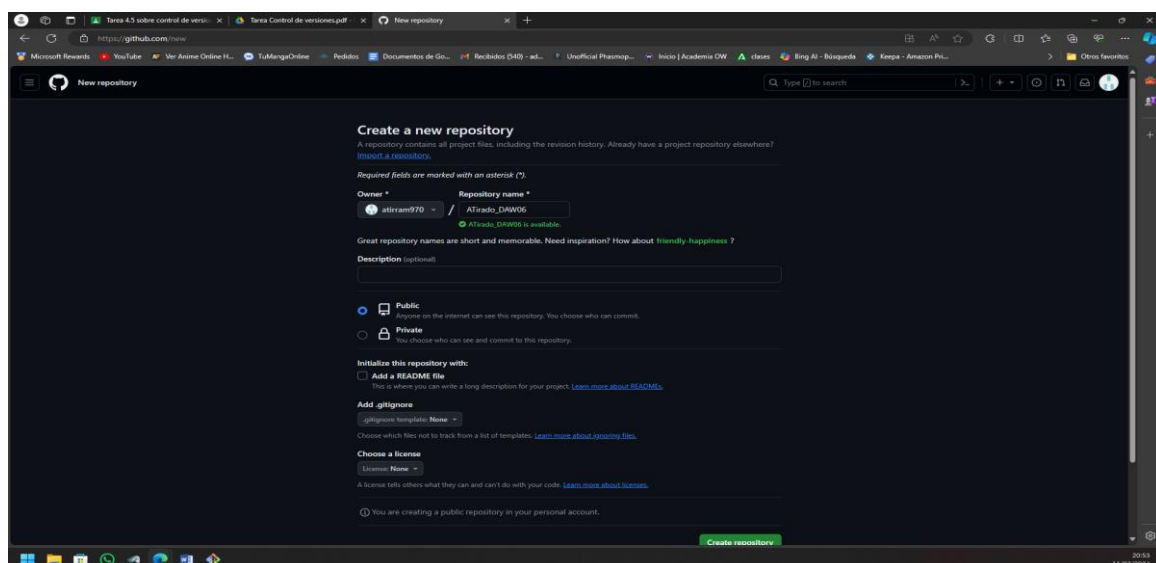 Tarea 4.5 sobre control de versio
Tarea Control de versiones.pdf -
New repository
https://github.com/new
Microsoft Rewards
YouTube
Ver Anime Online H...
TuMangaOnline
Pedidos
Documentos de Go...
Recibidos (540) - ad...
Unofficial Phasmop...
Inicio | Academia OW
clases
Bing AI - Búsqueda
Keepa - Amazon Pri...
Otros favoritos
New repository
Type / to search
Create a new repository
A repository contains all project files, including the revision history. Already have a project repository elsewhere?
Import a repository.
Required fields are marked with an asterisk (*).
Owner * Repository name *
atirram970 / ATirado_DAW06
ATirado_DAW06 is available.
Great repository names are short and memorable. Need inspiration? How about friendly-happiness ?
Description (optional)
Public
Anyone on the internet can see this repository. You choose who can commit.
Private
You choose who can see and commit to this repository.
Initialize this repository with:
Add a README file
This is where you can write a long description for your project. Learn more about READMEs.
Add .gitignore
.gitignore template: None
Choose which files not to track from a list of templates. Learn more about ignoring files.
Choose a license
License: None
A license tells others what they can and can't do with your code. Learn more about licenses.
You are creating a public repository in your personal account.
Create repository
20:53